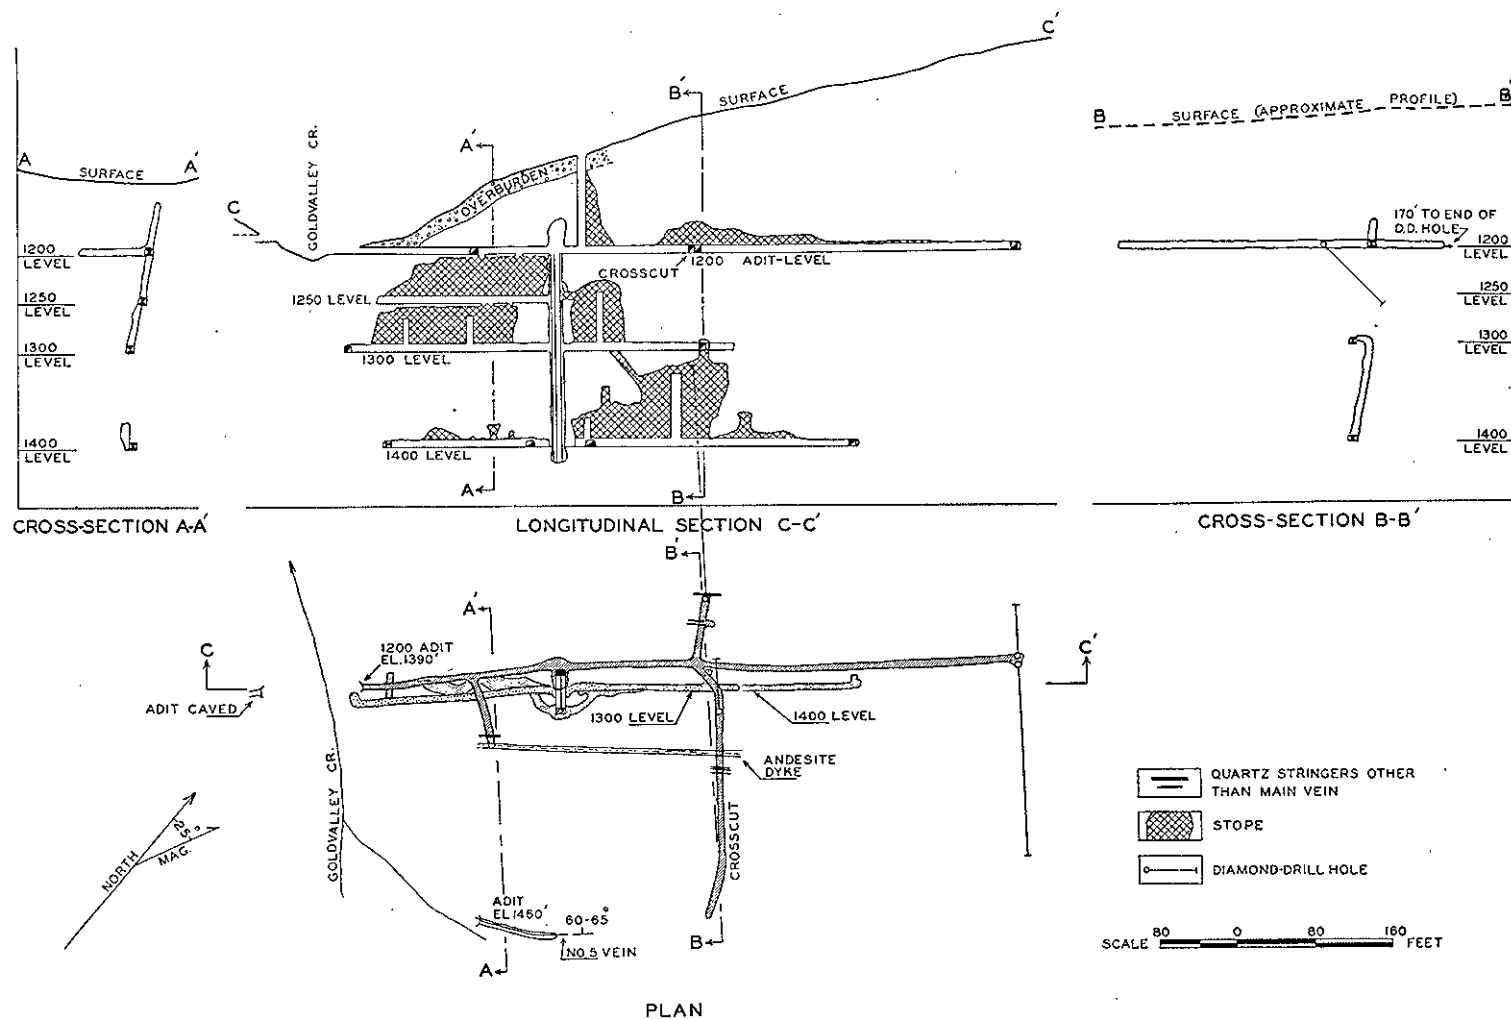 C'
B'
SURFACE
B'
B
SURFACE (APPROXIMATE PROFILE)
GOLDVALLEY CR.
A'
A
A'
SURFACE
OVERBURDEN
C
170' TO END OF
D.D. HOLE
1200
LEVEL
1200
LEVEL
CROSSCUT
1200
ADIT-LEVEL
1250
LEVEL
1250 LEVEL
1250
LEVEL
1300
LEVEL
1300 LEVEL
1300
LEVEL
1400
LEVEL
1400 LEVEL
1400
LEVEL
A
B
CROSS-SECTION A-A'
LONGITUDINAL SECTION C-C'
CROSS-SECTION B-B'
B'
A'
C
1200 ADIT
EL.1390'
C'
ADIT CAVED
1300 LEVEL
1400 LEVEL
ANDESITE
DYKE
GOLDVALLEY CR.
QUARTZ STRINGERS OTHER
THAN MAIN VEIN
STOPE
DIAMOND-DRILL HOLE
NORTH
25°
MAG.
CROSSCUT
ADIT
EL.1460'
60-65°
NO.5 VEIN
B
A
SCALE 80 0 80 160 FEET
PLAN